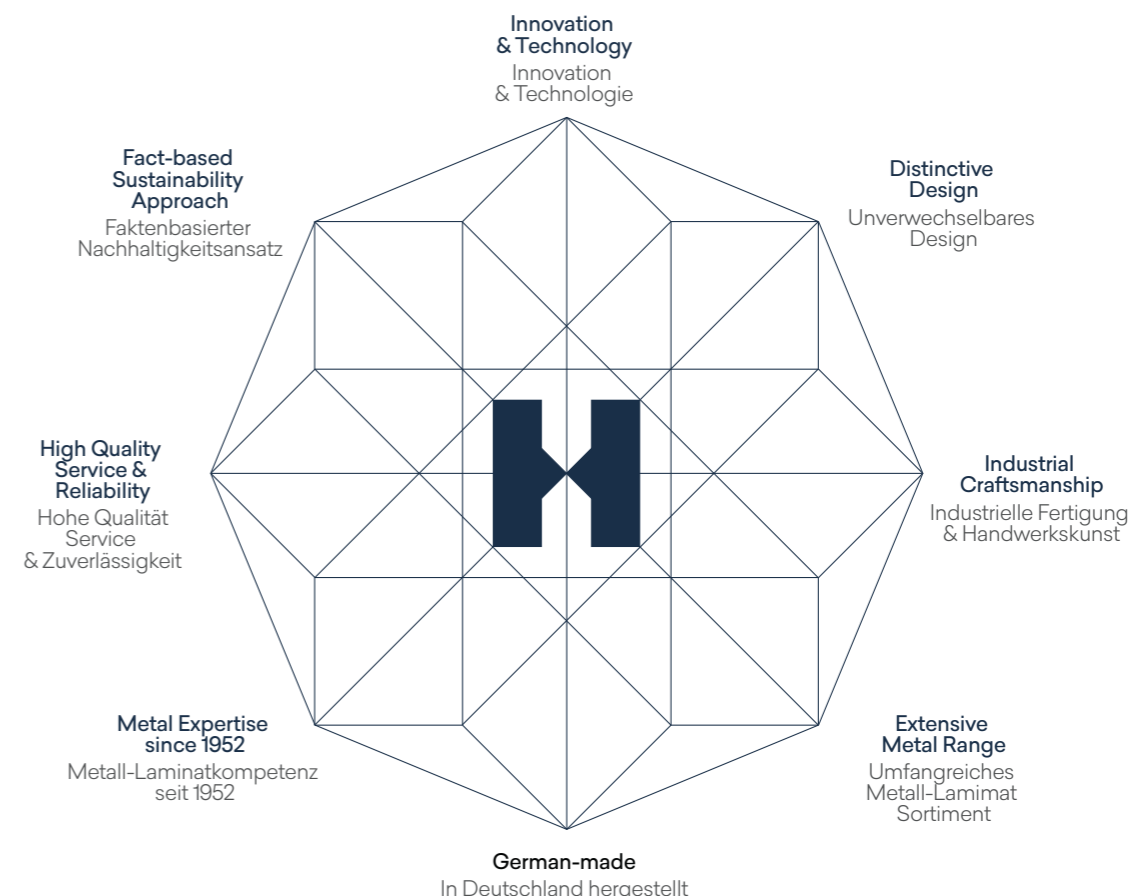 Innovation
& Technology
Innovation
& Technologie
Fact-based
Sustainability
Approach
Faktenbasierter
Nachhaltigkeitsansatz
Distinctive
Design
Unverwechselbares
Design
High Quality
Service &
Reliability
Hohe Qualität
Service
& Zuverlässigkeit
Industrial
Craftsmanship
Industrielle Fertigung
& Handwerkskunst
Metal Expertise
since 1952
Metall-Laminatkompetenz
seit 1952
Extensive
Metal Range
Umfangreiches
Metall-Lamimat
Sortiment
German-made
In Deutschland hergestellt